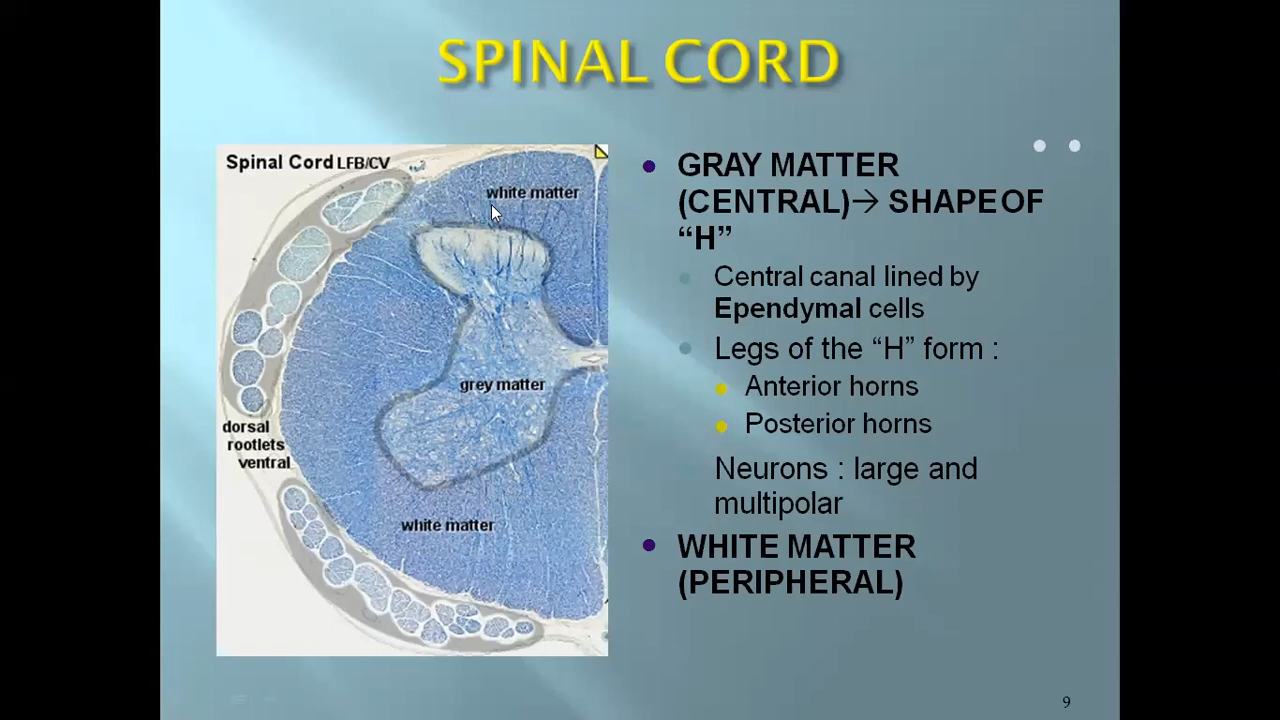 SPINAL CORD
Spinal Cord LFB/CV
white matter
grey matter
dorsal
rootlets
ventral
white matter
GRAY MATTER
(CENTRAL)→ SHAPE OF
“H”
Central canal lined by
Ependymal cells
Legs of the “H” form :
Anterior horns
Posterior horns
Neurons : large and
multipolar
WHITE MATTER
(PERIPHERAL)
9